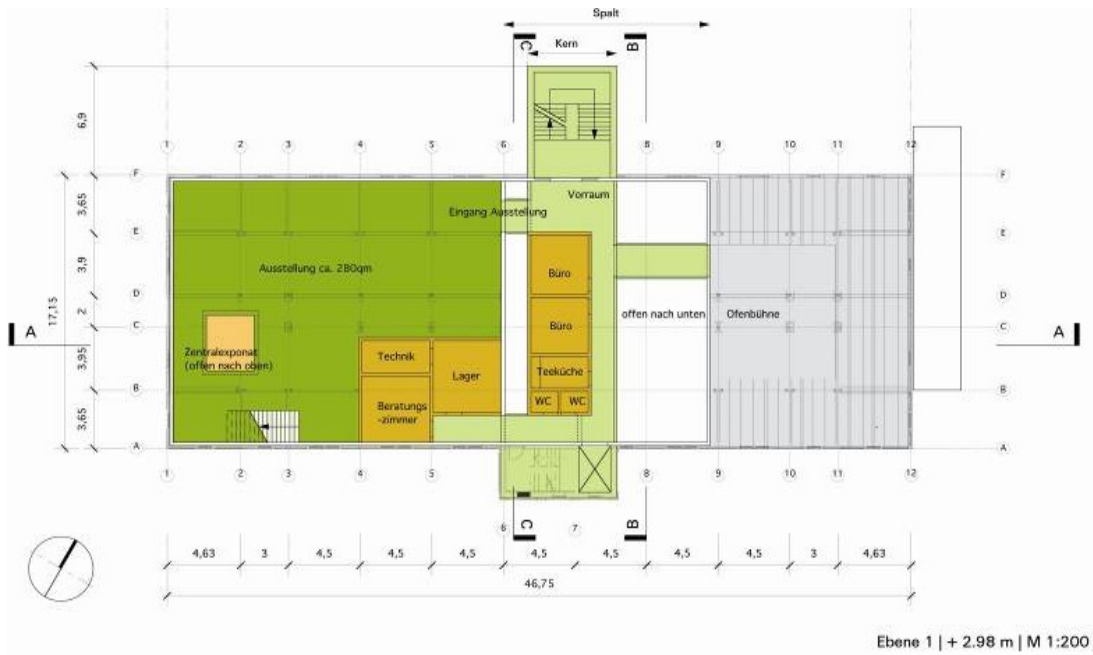 Spalt
C
Kern
B
6,9
1
2
3
4
5
6
8
9
10
11
12
F
F
3,65
Vorraum
Eingang Ausstellung
E
E
3,9
Ausstellung ca. 280qm
Büro
17,15
D
D
2
offen nach unten
Ofenbühne
A
C
Büro
C
A
Zentralexponat
(offen nach oben)
Technik
3,95
Lager
Teeküche
B
B
Beratungs
-zimmer
WC
WC
3,65
A
A
1
2
3
4
5
8
9
10
11
12
6
C
7
B
4,63
3
4,5
4,5
4,5
4,5
4,5
4,5
4,5
3
4,63
46,75
Ebene 1 | + 2.98 m | M 1:200